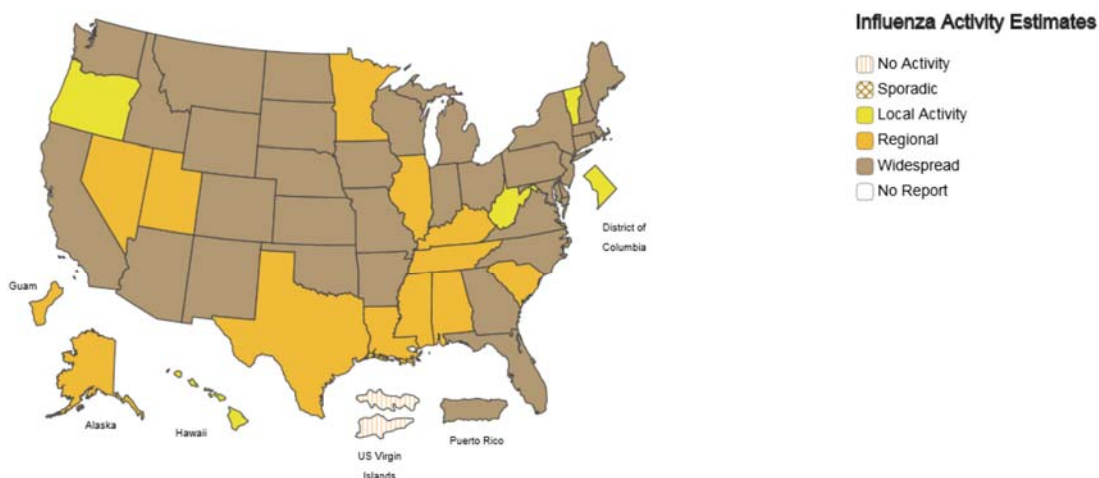 Influenza Activity Estimates
No Activity
Sporadic
Local Activity
Regional
Widespread
No Report
District of
Columbia
Guam
Alaska
Hawaii
US Virgin
Islands
Puerto Rico